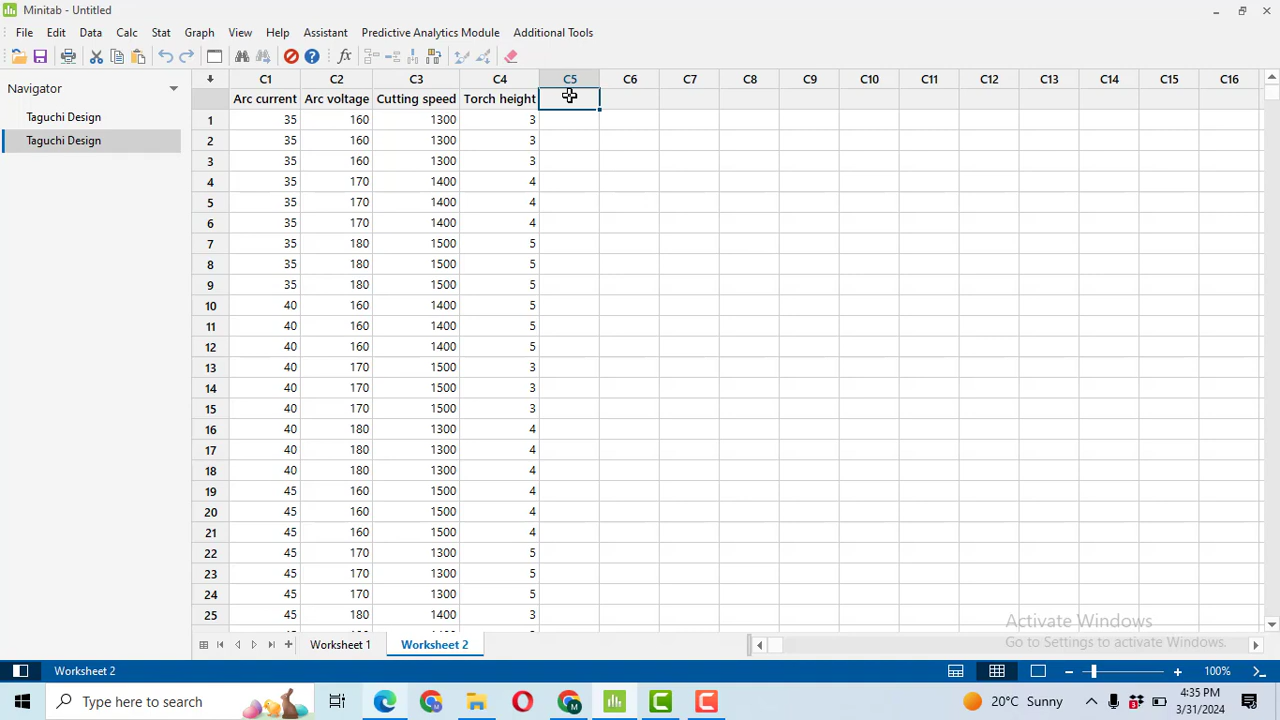 Minitab - Untitled
File Edit Data Calc Stat Graph View Help Assistant Predictive Analytics Module Additional Tools
Navigator
Taguchi Design
Taguchi Design
C1 C2 C3 C4 C5 C6 C7 C8 C9 C10 C11 C12 C13 C14 C15 C16
Arc current Arc voltage Cutting speed Torch height
1 35 160 1300 3
2 35 160 1300 3
3 35 160 1300 3
4 35 170 1400 4
5 35 170 1400 4
6 35 170 1400 4
7 35 180 1500 5
8 35 180 1500 5
9 35 180 1500 5
10 40 160 1400 5
11 40 160 1400 5
12 40 160 1400 5
13 40 170 1500 3
14 40 170 1500 3
15 40 170 1500 3
16 40 180 1300 4
17 40 180 1300 4
18 40 180 1300 4
19 45 160 1500 4
20 45 160 1500 4
21 45 160 1500 4
22 45 170 1300 5
23 45 170 1300 5
24 45 170 1300 5
25 45 180 1400 3
Activate Windows
Go to Settings to activate Windows.
Worksheet 1 Worksheet 2
Worksheet 2 100%
Type here to search 20°C Sunny 4:35 PM
3/31/2024